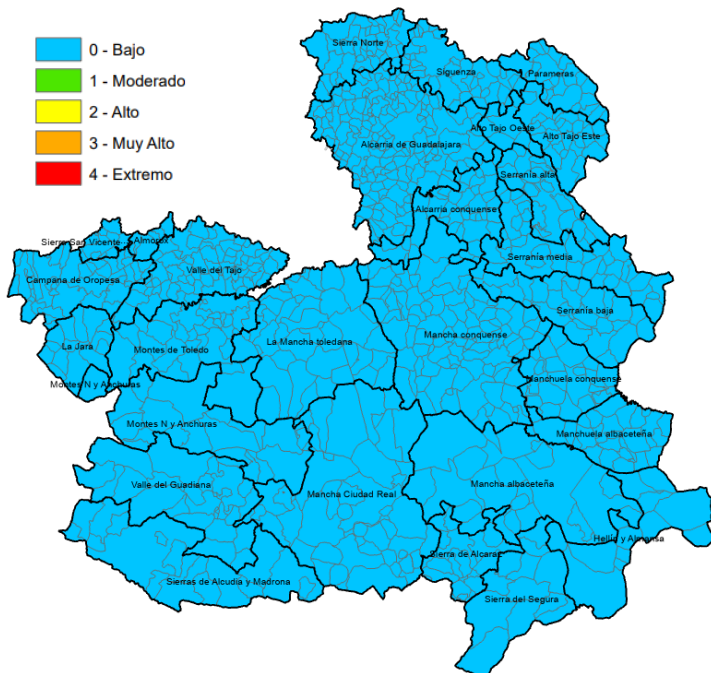 0 - Bajo
1 - Moderado
2 - Alto
3 - Muy Alto
4 - Extremo
Sierra Norte
Sigüenza
Parameras
Alcarria de Guadalajara
Alto Tajo Oeste
Alto Tajo Este
Serranía alta
Alcarria conquense
Sierra San Vicente
Almorox
Serranía media
Campana de Oropesa
Valle del Tajo
Serranía baja
La Jara
Montes de Toledo
La Mancha toledana
Mancha conquense
Montes N y Anchuras
Manchuela conquense
Montes N y Anchuras
Manchuela albaceteña
Valle del Guadiana
Mancha Ciudad Real
Mancha albaceteña
Hellín y Almansa
Sierra de Alcaraz
Sierras de Alcudia y Madrona
Sierra del Segura